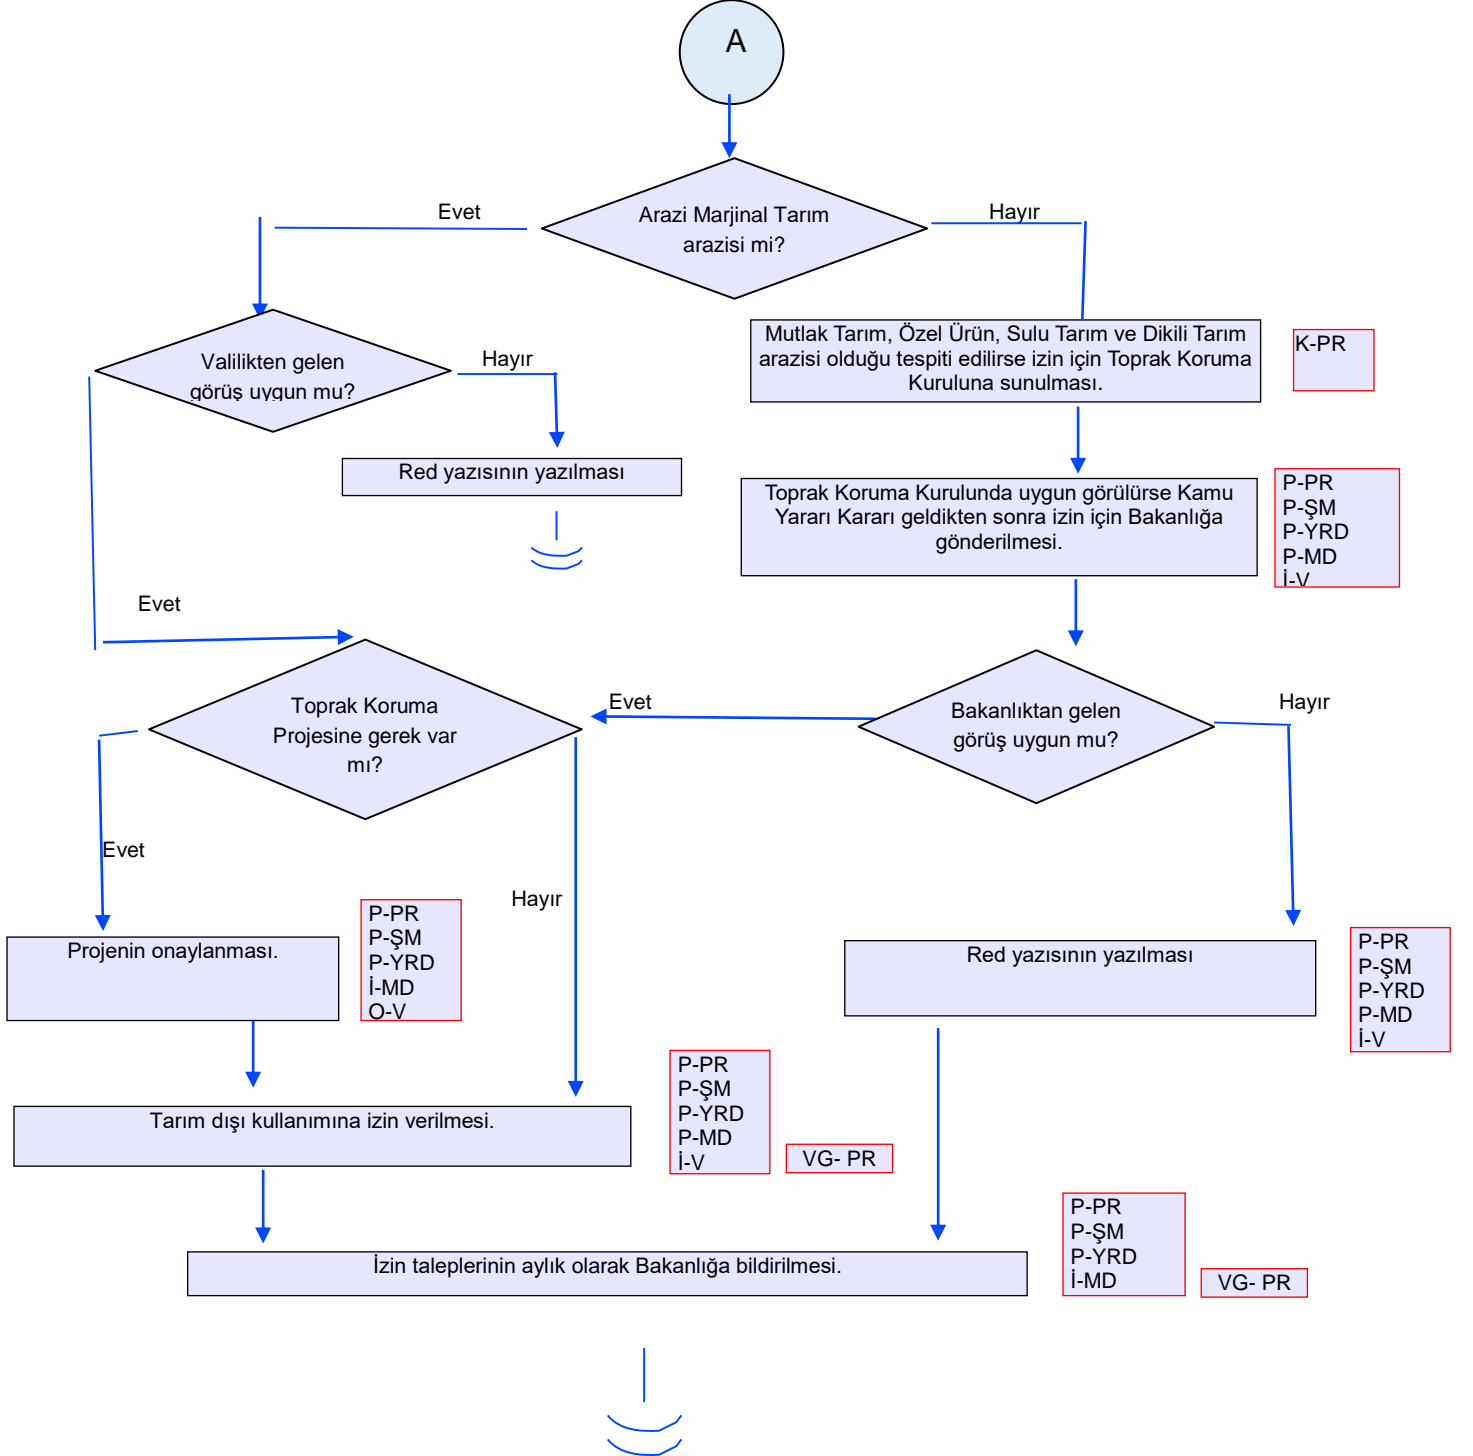 A
Evet
Arazi Marjinal Tarım
arazisi mi?
Hayır
Valilikten gelen
görüş uygun mu?
Hayır
Mutlak Tarım, Özel Ürün, Sulu Tarım ve Dikili Tarım
arazisi olduğu tespiti edilirse izin için Toprak Koruma
Kuruluna sunulması.
K-PR
Red yazısının yazılması
Toprak Koruma Kurulunda uygun görülürse Kamu
Yararı Kararı geldikten sonra izin için Bakanlığa
gönderilmesi.
P-PR
P-ŞM
P-YRD
P-MD
İ-V
Evet
Toprak Koruma
Projesine gerek var
mı?
Evet
Bakanlıktan gelen
görüş uygun mu?
Hayır
Evet
Hayır
Projenin onaylanması.
P-PR
P-ŞM
P-YRD
İ-MD
O-V
Red yazısının yazılması
P-PR
P-ŞM
P-YRD
P-MD
İ-V
Tarım dışı kullanımına izin verilmesi.
P-PR
P-ŞM
P-YRD
P-MD
İ-V
VG- PR
İzin taleplerinin aylık olarak Bakanlığa bildirilmesi.
P-PR
P-ŞM
P-YRD
İ-MD
VG- PR